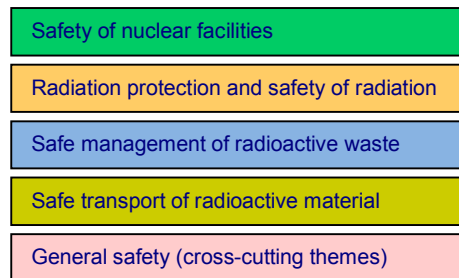 Safety of nuclear facilities
Radiation protection and safety of radiation
Safe management of radioactive waste
Safe transport of radioactive material
General safety (cross-cutting themes)